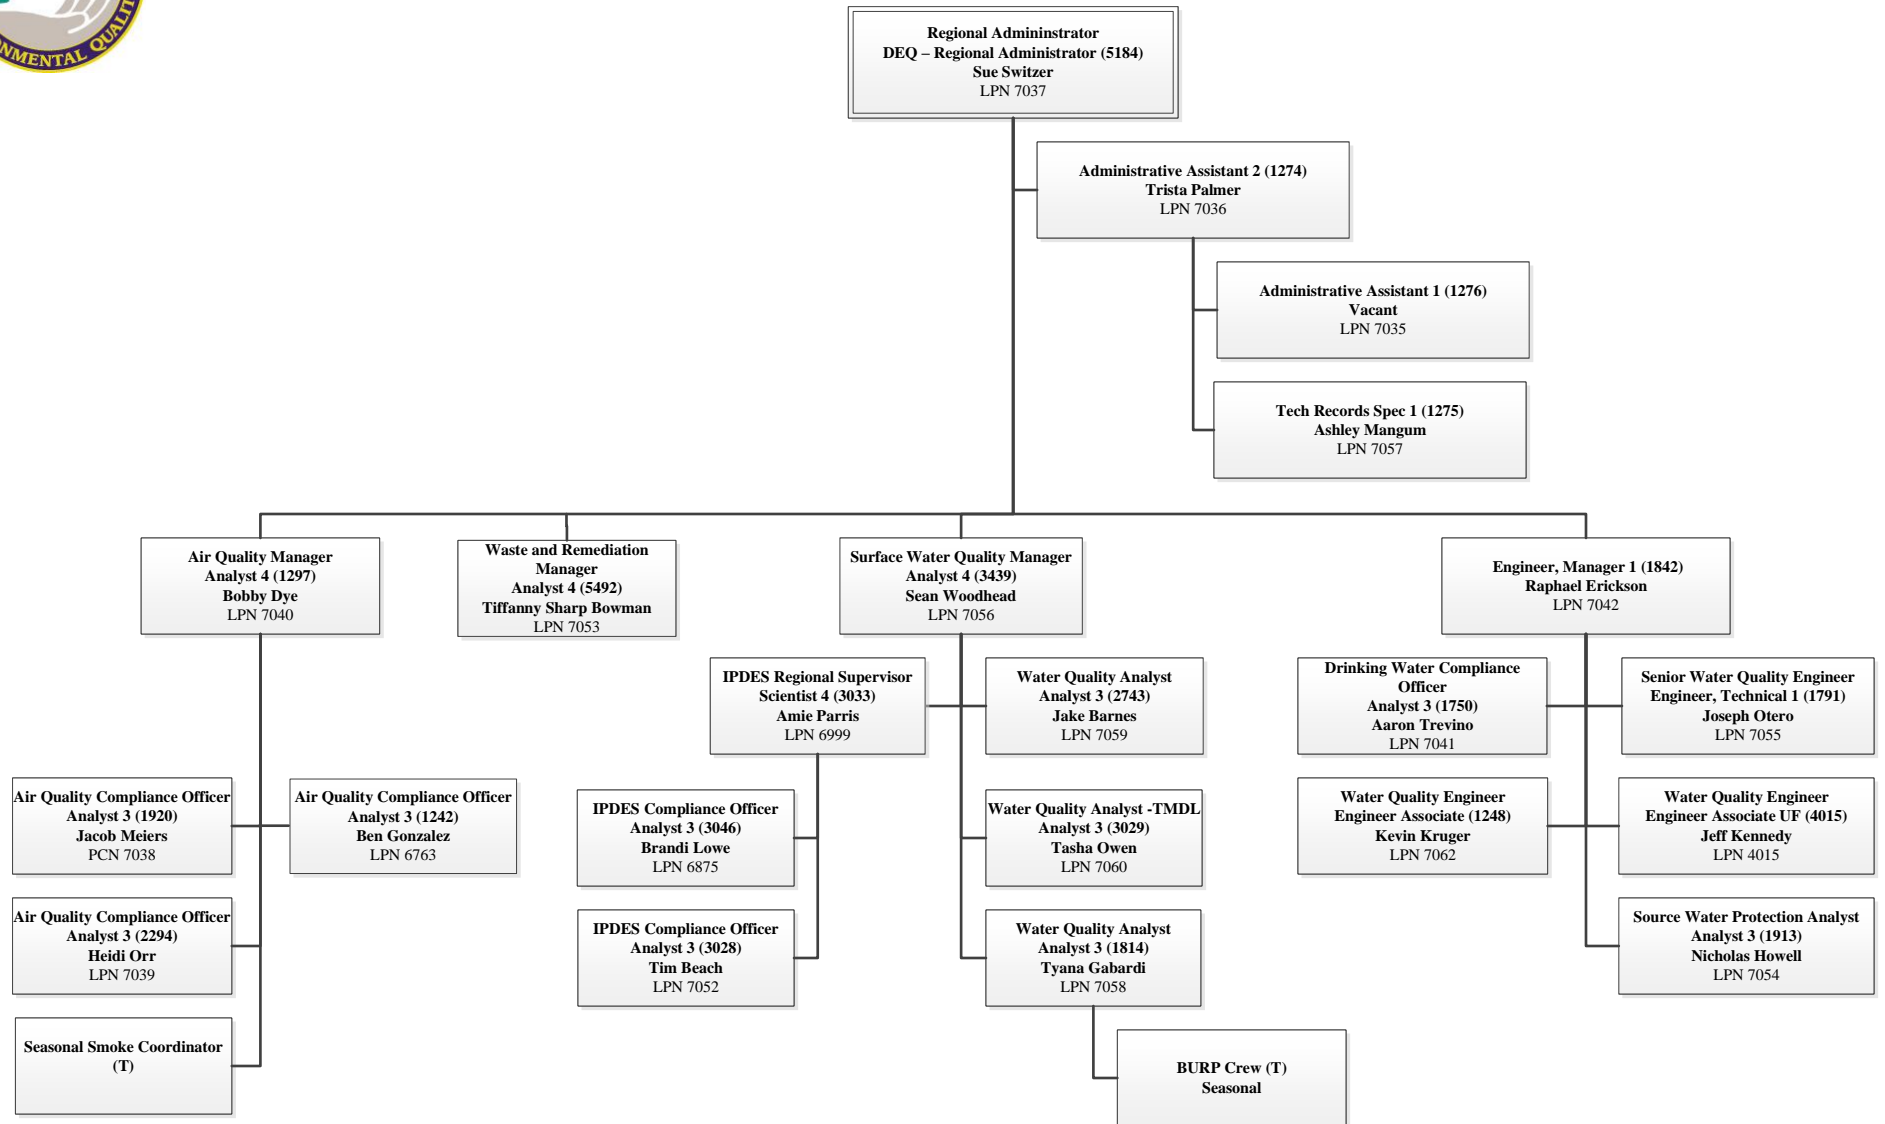 NMENTAL QUALIT
Regional Admininstrator
DEQ – Regional Administrator (5184)
Sue Switzer
LPN 7037
Administrative Assistant 2 (1274)
Trista Palmer
LPN 7036
Administrative Assistant 1 (1276)
Vacant
LPN 7035
Tech Records Spec 1 (1275)
Ashley Mangum
LPN 7057
Air Quality Manager
Analyst 4 (1297)
Bobby Dye
LPN 7040
Waste and Remediation
Manager
Analyst 4 (5492)
Tiffanny Sharp Bowman
LPN 7053
Surface Water Quality Manager
Analyst 4 (3439)
Sean Woodhead
LPN 7056
Engineer, Manager 1 (1842)
Raphael Erickson
LPN 7042
IPDES Regional Supervisor
Scientist 4 (3033)
Amie Parris
LPN 6999
Water Quality Analyst
Analyst 3 (2743)
Jake Barnes
LPN 7059
Drinking Water Compliance
Officer
Analyst 3 (1750)
Aaron Trevino
LPN 7041
Senior Water Quality Engineer
Engineer, Technical 1 (1791)
Joseph Otero
LPN 7055
Air Quality Compliance Officer
Analyst 3 (1920)
Jacob Meiers
PCN 7038
Air Quality Compliance Officer
Analyst 3 (1242)
Ben Gonzalez
LPN 6763
IPDES Compliance Officer
Analyst 3 (3046)
Brandi Lowe
LPN 6875
Water Quality Analyst -TMDL
Analyst 3 (3029)
Tasha Owen
LPN 7060
Water Quality Engineer
Engineer Associate (1248)
Kevin Kruger
LPN 7062
Water Quality Engineer
Engineer Associate UF (4015)
Jeff Kennedy
LPN 4015
Air Quality Compliance Officer
Analyst 3 (2294)
Heidi Orr
LPN 7039
IPDES Compliance Officer
Analyst 3 (3028)
Tim Beach
LPN 7052
Water Quality Analyst
Analyst 3 (1814)
Tyana Gabardi
LPN 7058
Source Water Protection Analyst
Analyst 3 (1913)
Nicholas Howell
LPN 7054
Seasonal Smoke Coordinator
(T)
BURP Crew (T)
Seasonal